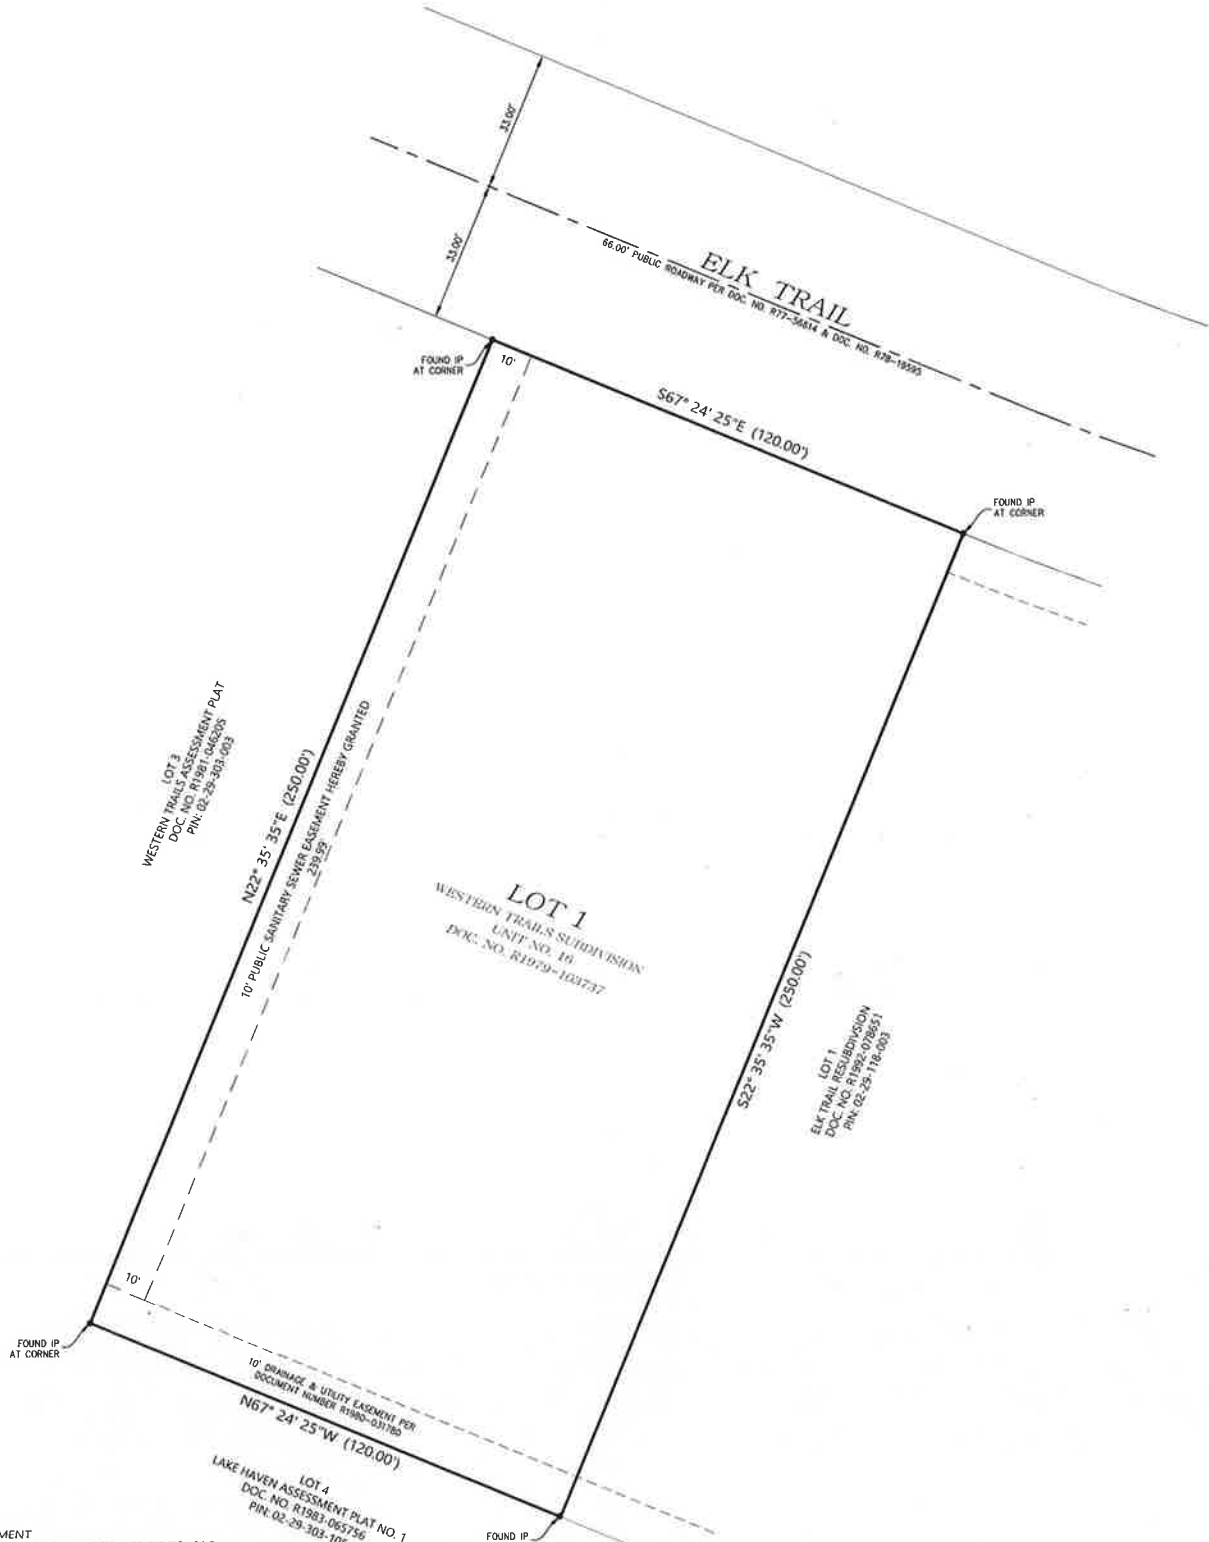 33.00'
33.00'
ELK TRAIL
66.00' PUBLIC ROADWAY PER DOC. NO. R77-56614 & DOC. NO. R78-19595
FOUND IP
AT CORNER
10'
S67° 24' 25"E (120.00')
FOUND IP
AT CORNER
LOT 3
WESTERN TRAILS ASSESSMENT PLAT
DOC. NO. R1981-046205
PIN: 02-29-303-003
N22° 35' 35"E (250.00')
10' PUBLIC SANITARY SEWER EASEMENT HEREBY GRANTED
239.99'
LOT 1
WESTERN TRAILS SUBDIVISION
UNIT NO. 16
DOC. NO. R1979-103737
S22° 35' 35"W (250.00')
LOT 1
ELK TRAIL RESUBDIVISION
DOC. NO. R1992-078651
PIN: 02-29-118-003
10'
FOUND IP
AT CORNER
10' DRAINAGE & UTILITY EASEMENT PER
DOCUMENT NUMBER R1980-031780
N67° 24' 25"W (120.00')
LOT 4
LAKE HAVEN ASSESSMENT PLAT NO. 1
DOC. NO. R1983-065756
FOUND IP